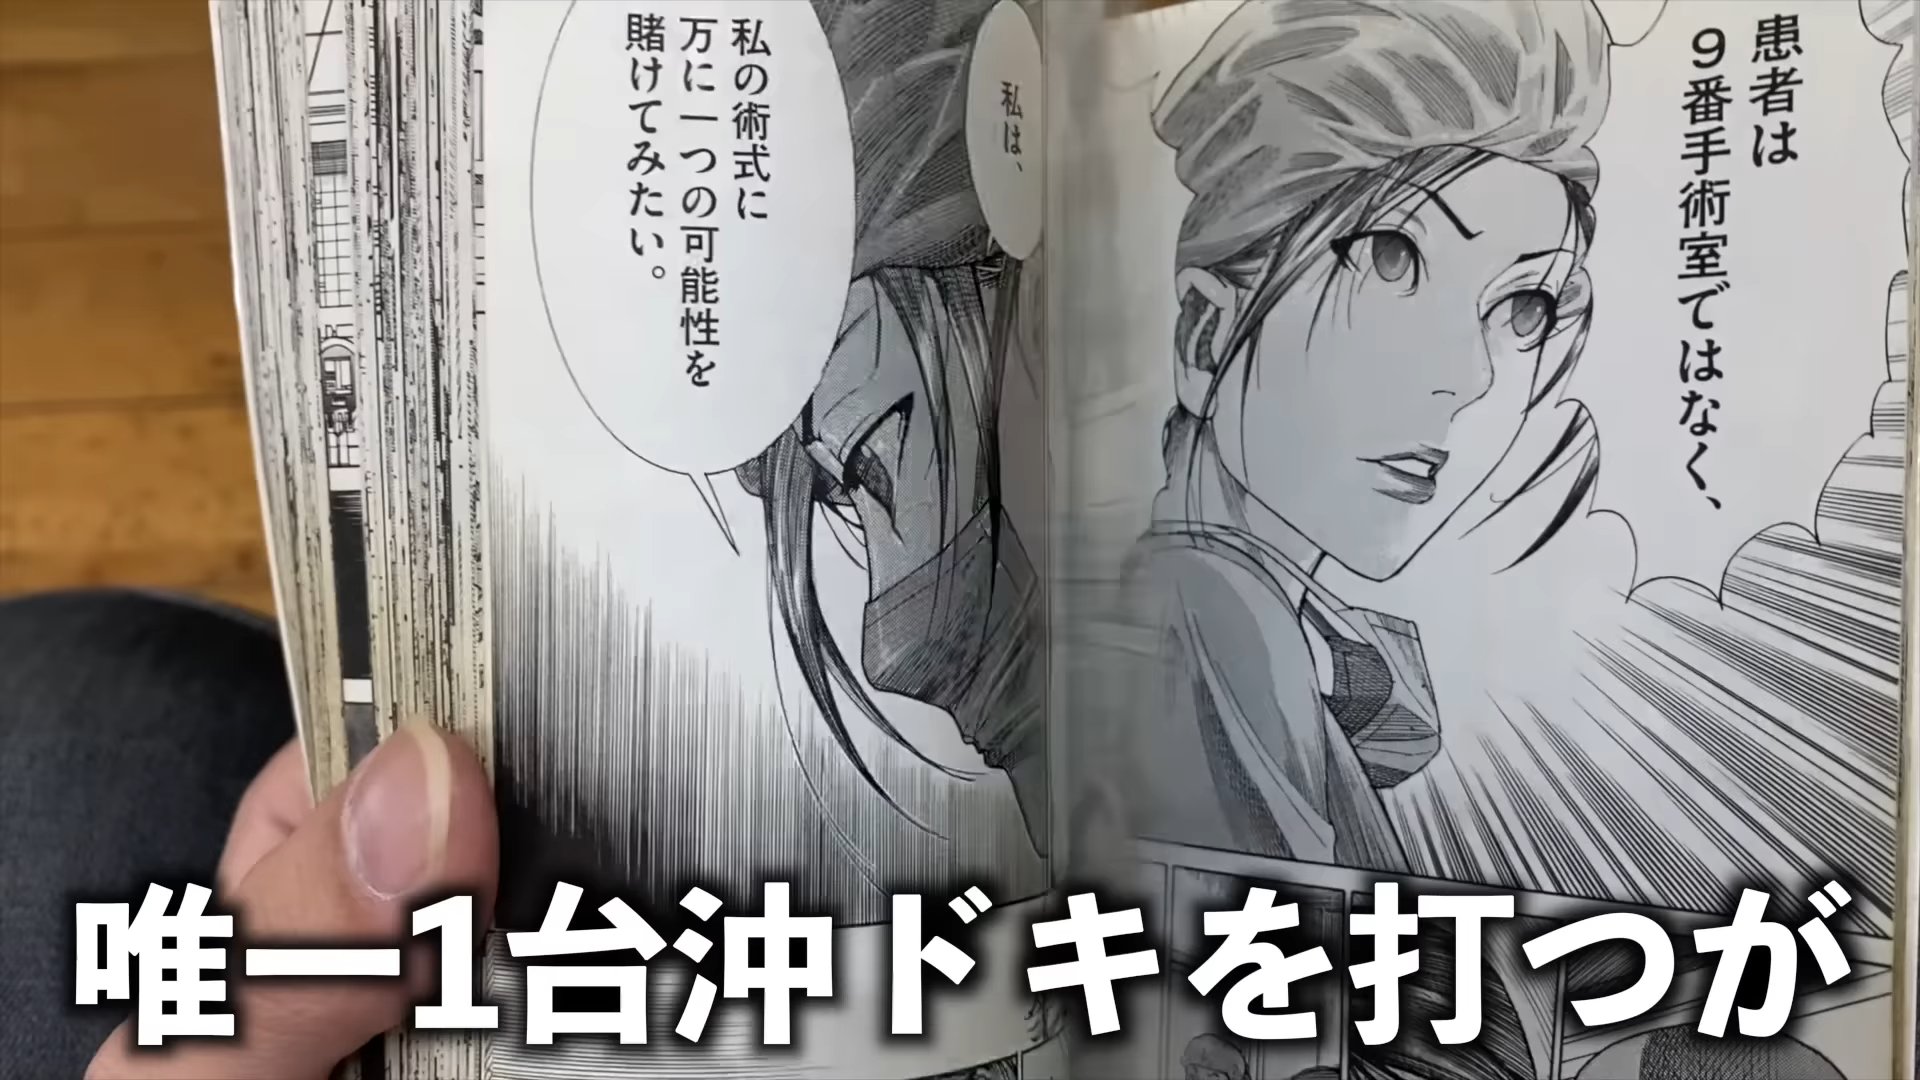 患者は
9番手術室ではなく、
私は、
私の術式に
万に一つの可能性を
賭けてみたい。
唯一1台沖ドキを打つが